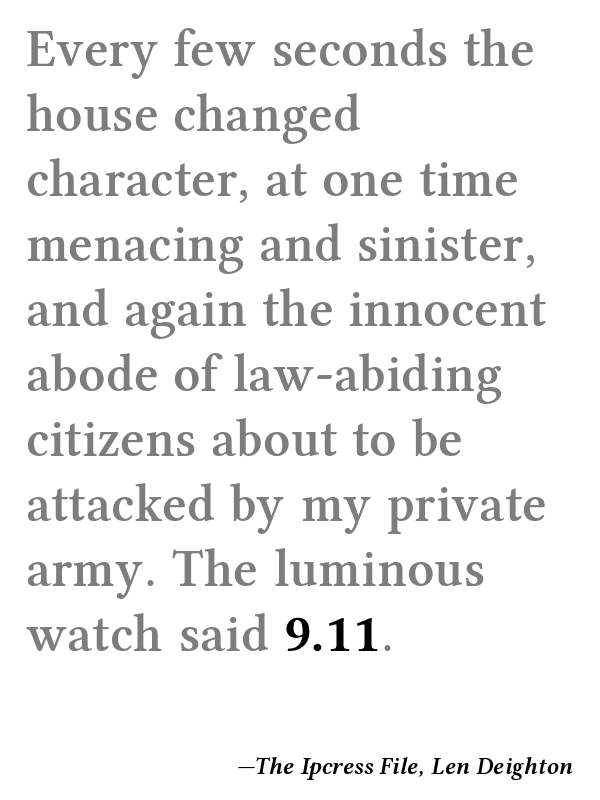 Every few seconds the
house changed
character, at one time
menacing and sinister,
and again the innocent
abode of law-abiding
citizens about to be
attacked by my private
army. The luminous
watch said 9.11.
—The Ipcress File, Len Deighton